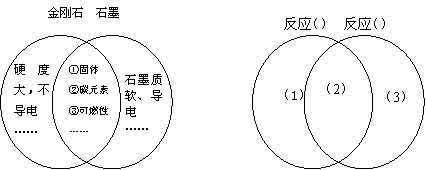 金刚石 石墨
硬 度
大，不
导电
……
①固体
②碳元素
③可燃性
……
石墨质
软、导
电
……
反应() 反应()
(1)
(2)
(3)